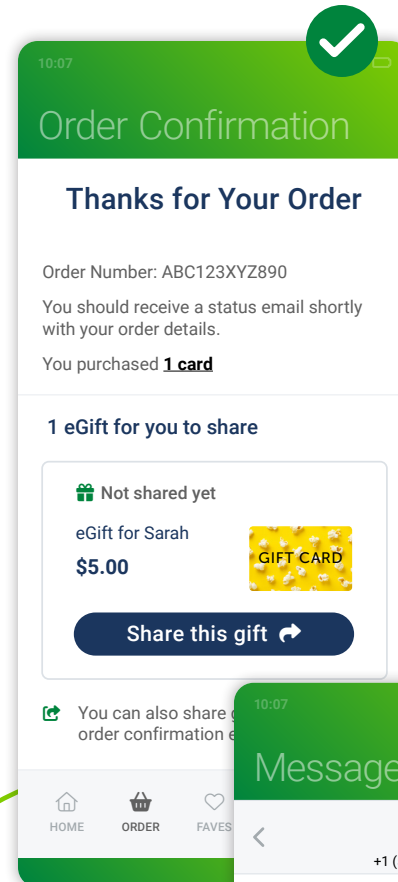 10:07
Order Confirmation
Thanks for Your Order
Order Number: ABC123XYZ890
You should receive a status email shortly
with your order details.
You purchased 1 card
1 eGift for you to share
Not shared yet
eGift for Sarah
$5.00
GIFT CARD
Share this gift
You can also share
order confirmation
HOME
ORDER
FAVES
10:07
Message
+1 (